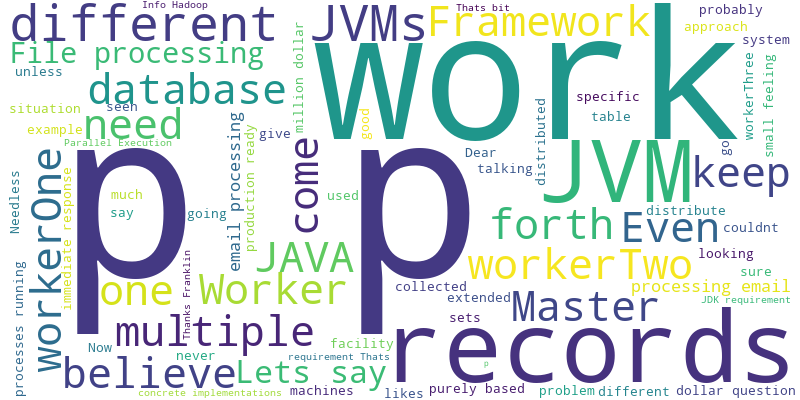 Info Hadoop
Thats bit
different
JVMs
Framework
probably
approach
File processing
work
system
unless
database
million dollar
specific
workerThree
small feeling
situation
seen
need
good
table
example
give
Parallel Execution
p p
come
Dear
distributed
go
talking
JVM
keep
Needless
workerOne
immediate response
much
say
going
email processing
production ready
used
forth
Even
distribute
couldnt
JAVA
workerTwo
looking
sure
processes running
one
Worker
Thanks Franklin
collected
extended
Master
processing email
JDK requirement
multiple
facility
sets
records
Now
never
requirement Thats
believe
Lets say
p
concrete implementations
machines
likes
purely based
problem
different
dollar question